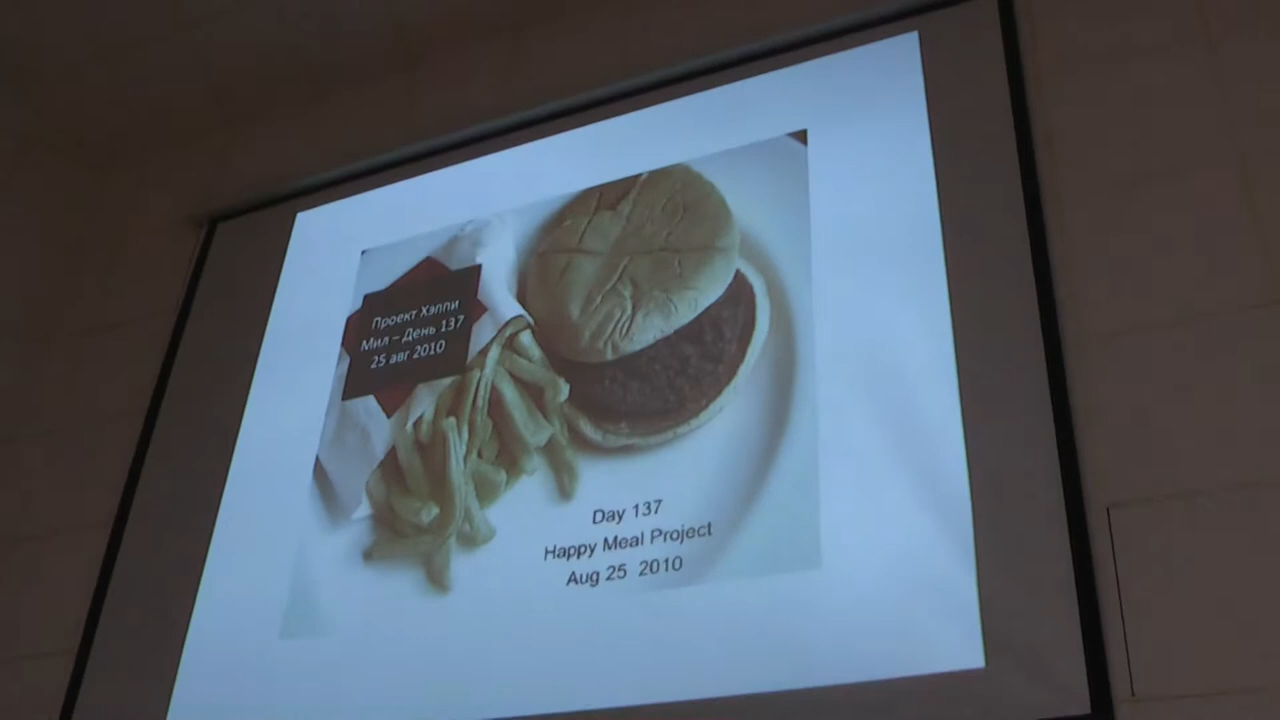 Проект Хэппи
Мил – День 137
25 авг 2010
Day 137
Happy Meal Project
Aug 25 2010